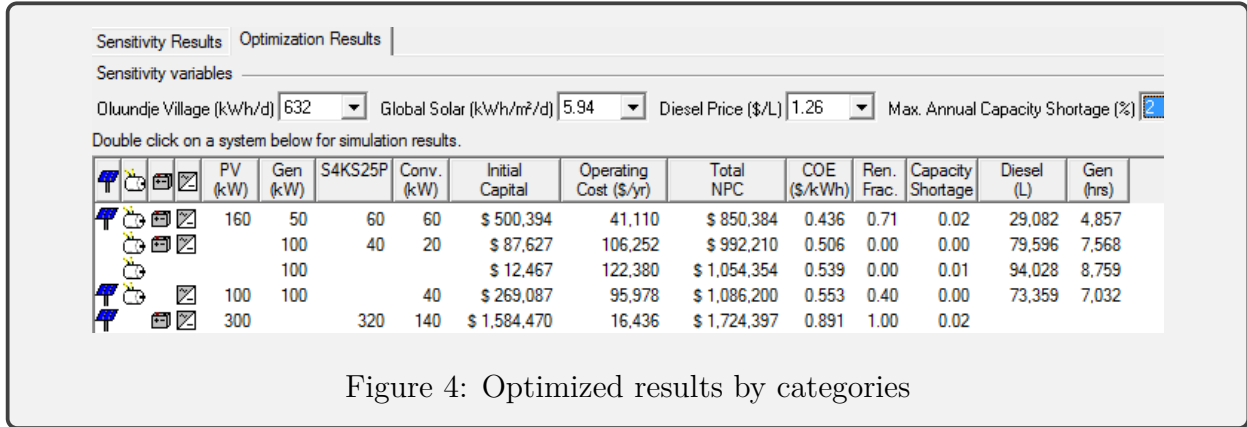 Sensitivity Results Optimization Results
Sensitivity variables
Oluundje Village (kWh/d) 632 Global Solar (kWh/m²/d) 5.94 Diesel Price ($/L) 1.26 Max. Annual Capacity Shortage (%) 2
Double click on a system below for simulation results.
PV (kW) Gen (kW) S4KS25P Conv. (kW) Initial Capital Operating Cost ($/yr) Total NPC COE ($/kWh) Ren. Frac. Capacity Shortage Diesel (L) Gen (hrs)
160 50 60 60 $ 500,394 41,110 $ 850,384 0.436 0.71 0.02 29,082 4,857
100 40 20 $ 87,627 106,252 $ 992,210 0.506 0.00 0.00 79,596 7,568
100 $ 12,467 122,380 $ 1,054,354 0.539 0.00 0.01 94,028 8,759
100 100 40 $ 269,087 95,978 $ 1,086,200 0.553 0.40 0.00 73,359 7,032
300 320 140 $ 1,584,470 16,436 $ 1,724,397 0.891 1.00 0.02
Figure 4: Optimized results by categories